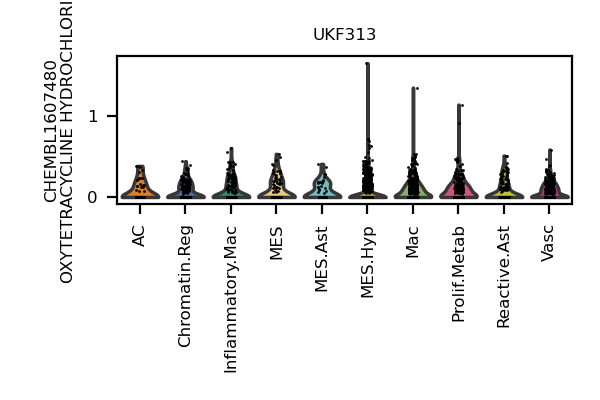 UKF313
CHEMBL1607480
OXYTETRACYCLINE HYDROCHLORI
1
0
AC
Chromatin.Reg
Inflammatory.Mac
MES
MES.Ast
MES.Hyp
Mac
Prolif.Metab
Reactive.Ast
Vasc